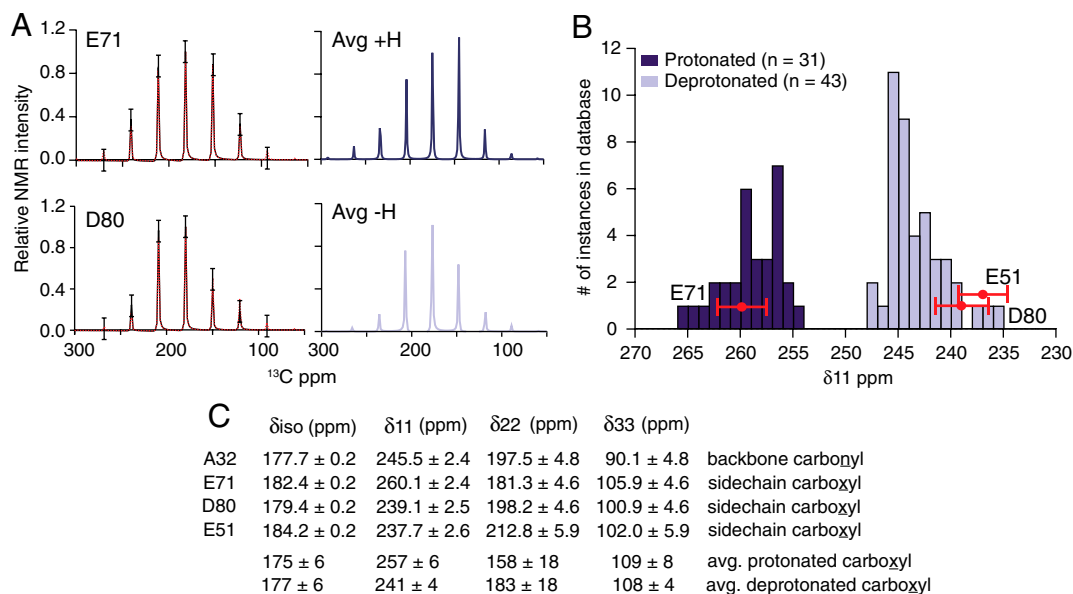 A
E71
Avg +H
D80
Avg -H
Relative NMR intensity
1.2
0.8
0.4
0.0
1.2
0.8
0.4
0.0
300 200 100
300 200 100
¹³C ppm
B
Protonated (n = 31)
Deprotonated (n = 43)
# of instances in database
12
10
8
6
4
2
0
E71
E51
D80
270 265 260 255 250 245 240 235 230
δ11 ppm
C
δiso (ppm) δ11 (ppm) δ22 (ppm) δ33 (ppm)
A32 177.7 ± 0.2 245.5 ± 2.4 197.5 ± 4.8 90.1 ± 4.8 backbone carbonyl
E71 182.4 ± 0.2 260.1 ± 2.4 181.3 ± 4.6 105.9 ± 4.6 sidechain carboxyl
D80 179.4 ± 0.2 239.1 ± 2.5 198.2 ± 4.6 100.9 ± 4.6 sidechain carboxyl
E51 184.2 ± 0.2 237.7 ± 2.6 212.8 ± 5.9 102.0 ± 5.9 sidechain carboxyl
175 ± 6 257 ± 6 158 ± 18 109 ± 8 avg. protonated carboxyl
177 ± 6 241 ± 4 183 ± 18 108 ± 4 avg. deprotonated carboxyl